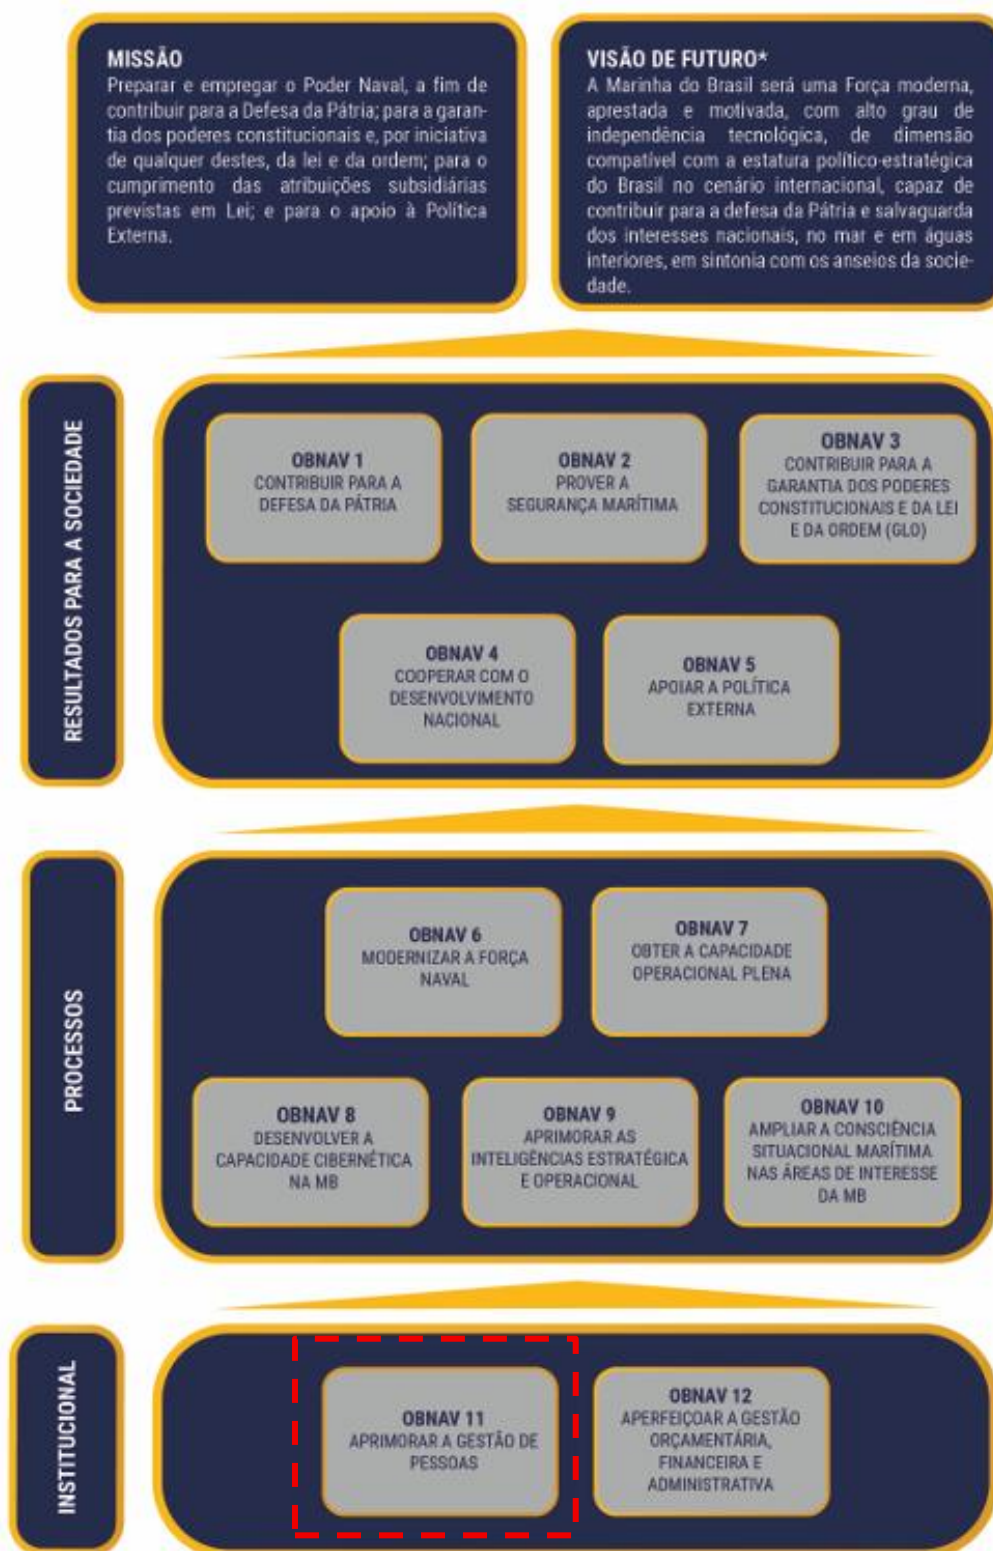 MISSÃO
Preparar e empregar o Poder Naval, a fim de
contribuir para a Defesa da Pátria; para a garan-
tia dos poderes constitucionais e, por iniciativa
de qualquer destes, da lei e da ordem; para o
cumprimento das atribuições subsidiárias
previstas em Lei; e para o apoio à Política
Externa.
VISÃO DE FUTURO*
A Marinha do Brasil será uma Força moderna,
aprestada e motivada, com alto grau de
independência tecnológica, de dimensão
compatível com a estatura político-estratégica
do Brasil no cenário internacional, capaz de
contribuir para a defesa da Pátria e salvaguarda
dos interesses nacionais, no mar e em águas
interiores, em sintonia com os anseios da socie-
dade.
RESULTADOS PARA A SOCIEDADE
OBNAV 1
CONTRIBUIR PARA A
DEFESA DA PÁTRIA
OBNAV 2
PROVER A
SEGURANÇA MARÍTIMA
OBNAV 3
CONTRIBUIR PARA A
GARANTIA DOS PODERES
CONSTITUCIONAIS E DA LEI
E DA ORDEM (GLO)
OBNAV 4
COOPERAR COM O
DESENVOLVIMENTO
NACIONAL
OBNAV 5
APOIAR A POLÍTICA
EXTERNA
PROCESSOS
OBNAV 6
MODERNIZAR A FORÇA
NAVAL
OBNAV 7
OBTER A CAPACIDADE
OPERACIONAL PLENA
OBNAV 8
DESENVOLVER A
CAPACIDADE CIBERNÉTICA
NA MB
OBNAV 9
APRIMORAR AS
INTELIGÊNCIAS ESTRATÉGICA
E OPERACIONAL
OBNAV 10
AMPLIAR A CONSCIÊNCIA
SITUACIONAL MARÍTIMA
NAS ÁREAS DE INTERESSE
DA MB
INSTITUCIONAL
OBNAV 11
APRIMORAR A GESTÃO DE
PESSOAS
OBNAV 12
APERFEIÇOAR A GESTÃO
ORÇAMENTÁRIA,
FINANCEIRA E
ADMINISTRATIVA